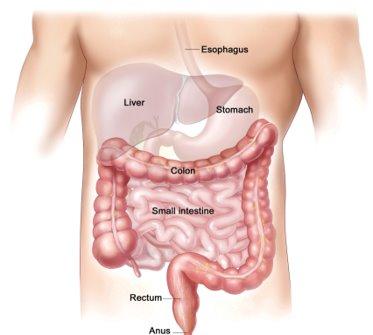 Esophagus
Liver
Stomach
Colon
Small intestine
Rectum
Anus